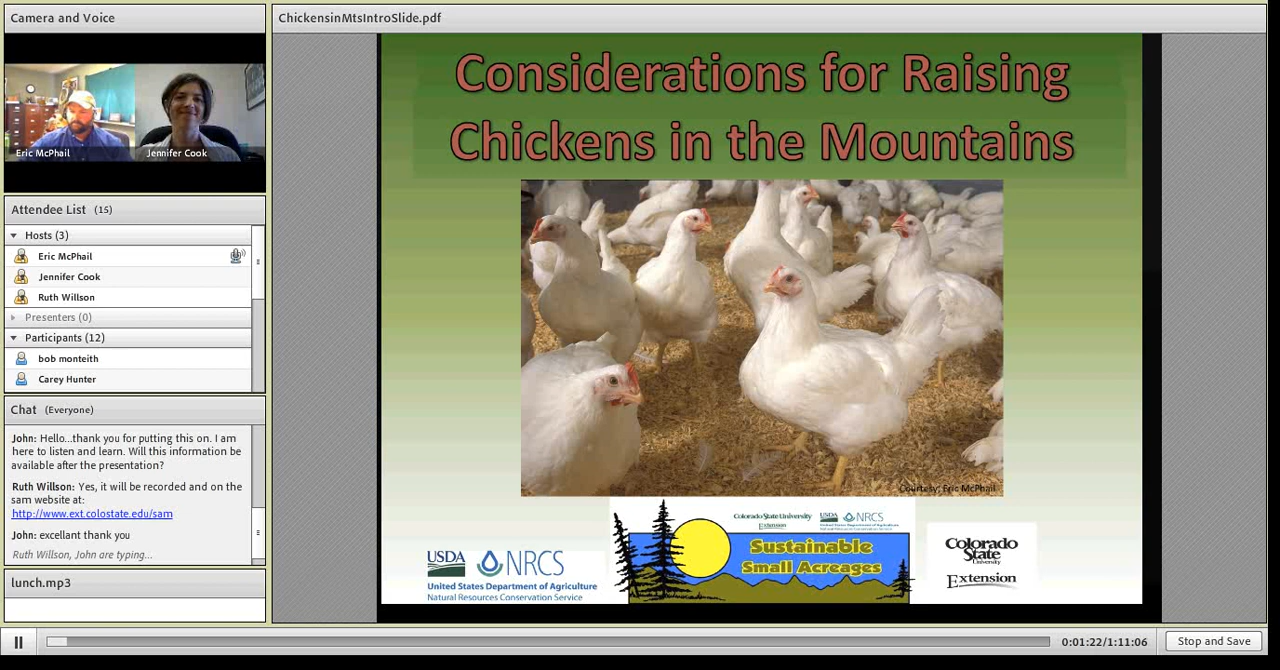 Camera and Voice
Eric McPhail
Jennifer Cook
Attendee List (15)
Hosts (3)
Eric McPhail
Jennifer Cook
Ruth Willson
Presenters (0)
Participants (12)
bob monteith
Carey Hunter
Chat (Everyone)
John: Hello...thank you for putting this on. I am
here to listen and learn. Will this information be
available after the presentation?
Ruth Willson: Yes, it will be recorded and on the
sam website at:
http://www.ext.colostate.edu/sam
John: excellant thank you
Ruth Willson, John are typing...
lunch.mp3
ChickensinMtsIntroSlide.pdf
Considerations for Raising
Chickens in the Mountains
Courtesy: Eric McPhail
USDA NRCS
United States Department of Agriculture
Natural Resources Conservation Service
Colorado State University
Extension
USDA NRCS
Sustainable
Small Acreages
Colorado
State
University
Extension
0:01:22/1:11:06
Stop and Save